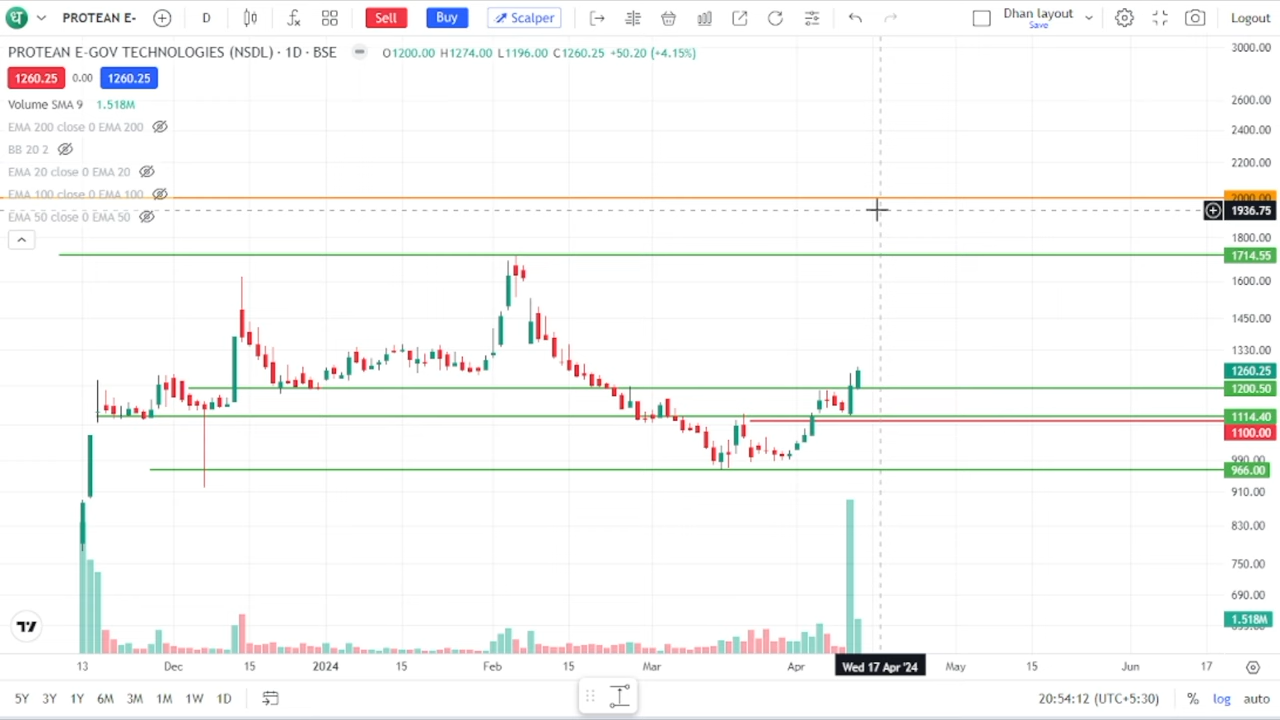 धा PROTEAN E- D Sell Buy Scalper Dhan layout Save Logout
PROTEAN E-GOV TECHNOLOGIES (NSDL) · 1D · BSE O1200.00 H1274.00 L1196.00 C1260.25 +50.20 (+4.15%)
1260.25 0.00 1260.25
Volume SMA 9 1.518M
EMA 200 close 0 EMA 200
BB 20 2
EMA 20 close 0 EMA 20
EMA 100 close 0 EMA 100
EMA 50 close 0 EMA 50
3000.00
2600.00
2400.00
2200.00
2000.00
1936.75
1800.00
1714.55
1600.00
1450.00
1330.00
1260.25
1200.50
1114.40
1100.00
990.00
966.00
910.00
830.00
750.00
690.00
1.518M
13 Dec 15 2024 15 Feb 15 Mar Apr Wed 17 Apr '24 May 15 Jun 17
5Y 3Y 1Y 6M 3M 1M 1W 1D 20:54:12 (UTC+5:30) % log auto